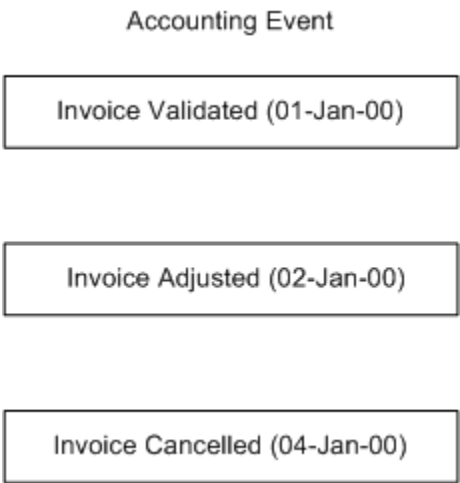 Accounting Event
Invoice Validated (01-Jan-00)
Invoice Adjusted (02-Jan-00)
Invoice Cancelled (04-Jan-00)